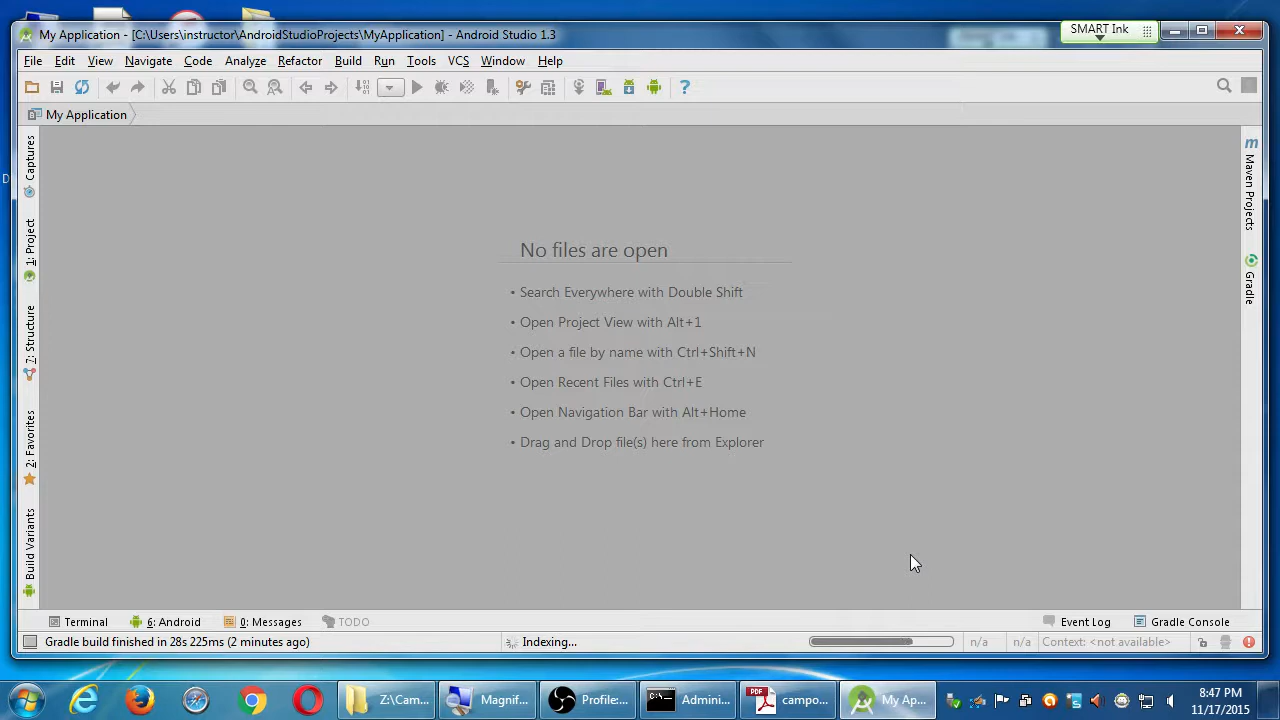 My Application - [C:\Users\instructor\AndroidStudioProjects\MyApplication] - Android Studio 1.3
SMART Ink
File Edit View Navigate Code Analyze Refactor Build Run Tools VCS Window Help
My Application
Captures
1: Project
7: Structure
2: Favorites
Build Variants
m
Maven Projects
Gradle
No files are open
• Search Everywhere with Double Shift
• Open Project View with Alt+1
• Open a file by name with Ctrl+Shift+N
• Open Recent Files with Ctrl+E
• Open Navigation Bar with Alt+Home
• Drag and Drop file(s) here from Explorer
Terminal 6: Android 0: Messages TODO Event Log Gradle Console
Gradle build finished in 28s 225ms (2 minutes ago) Indexing... n/a n/a Context: <not available>
Z:\Cam... Magnif... Profile:... Admini... PDF campo... My Ap...
8:47 PM
11/17/2015